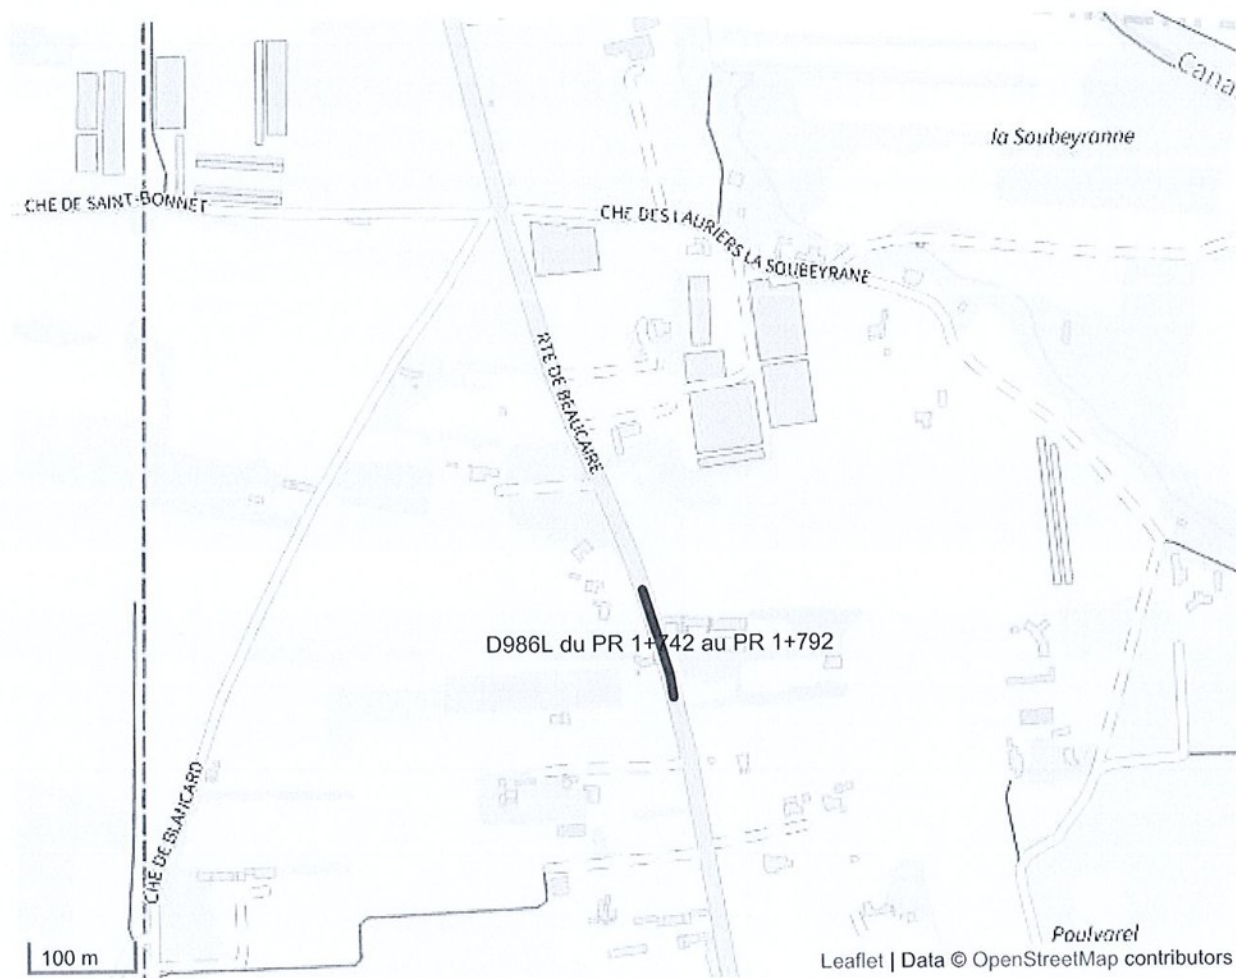 Cana
la Soubeyranne
CHE DE SAINT-BONNET
CHE DES LAURIERS LA SOUBEYRANE
RTE DE BEAUCAIRE
D986L du PR 1+742 au PR 1+792
CHE DE BLANCARD
Poulvarel
100 m
Leaflet | Data © OpenStreetMap contributors